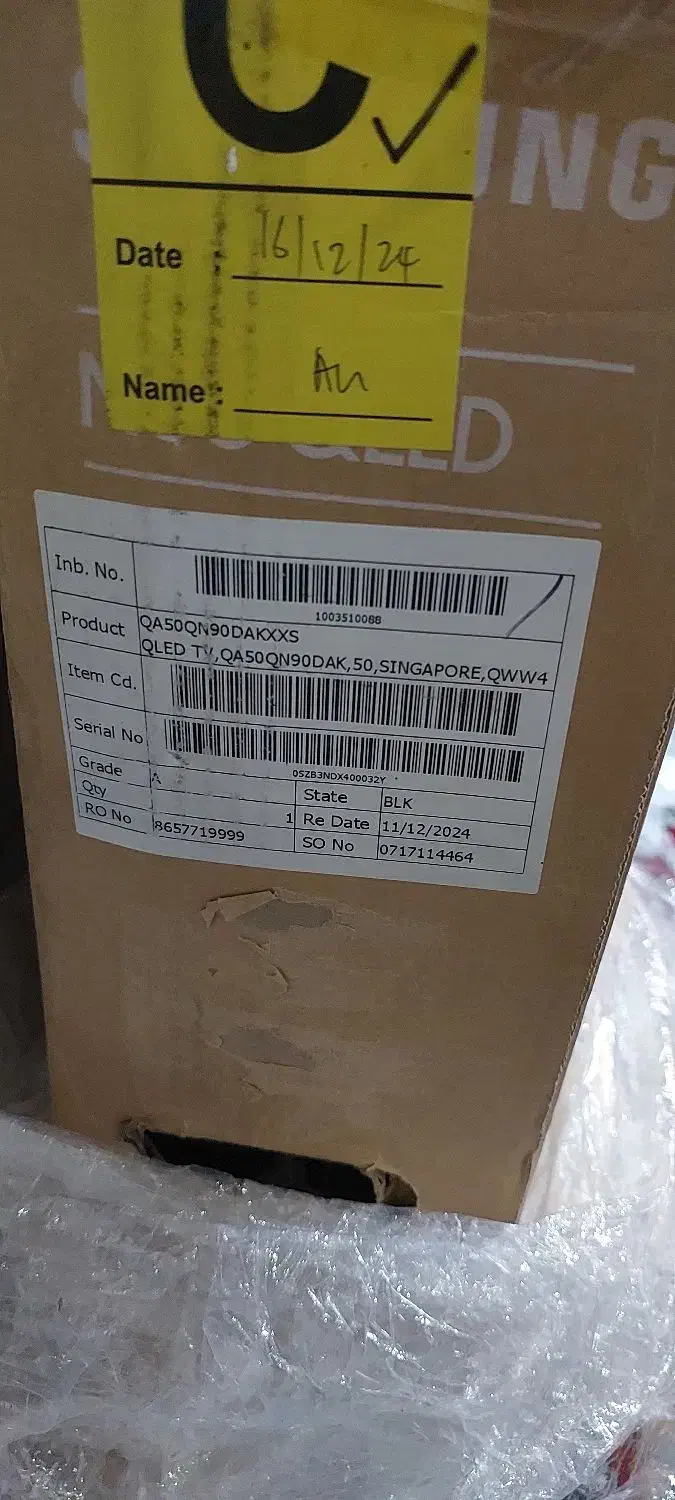 C✓
UNG
Date 16/12/24
Name :
QLED
Inb. No.
1003510088
Product QA50QN90DAKXXS
QLED TV,QA50QN90DAK,50,SINGAPORE,QWW4
Item Cd.
Serial No
0SZB3NDX400032Y
Grade A State BLK
Qty 1 Re Date 11/12/2024
RO No 8657719999 SO No 0717114464